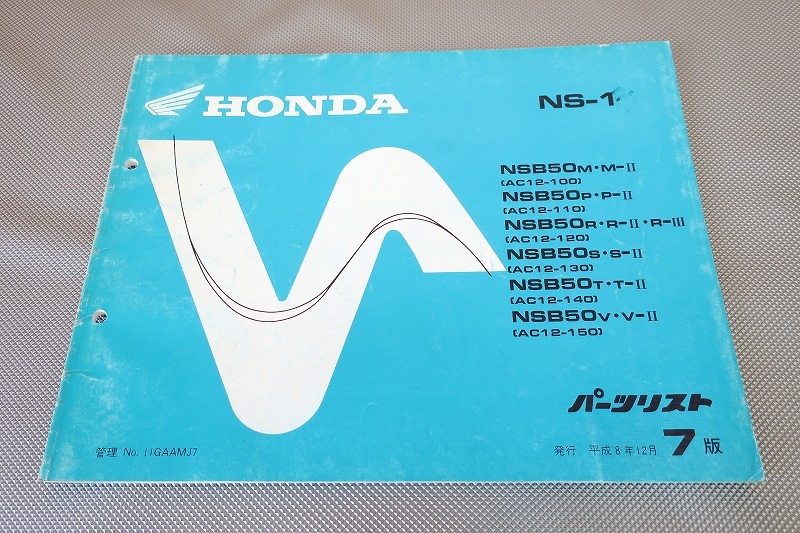 HONDA
NS-1
NSB50M・M-II
(AC12-100)
NSB50P・P-II
(AC12-110)
NSB50R・R-II・R-III
(AC12-120)
NSB50S・S-II
(AC12-130)
NSB50T・T-II
(AC12-140)
NSB50V・V-II
(AC12-150)
パーツリスト
管理 No. 11GAAMJ7
発行 平成8年12月 7版